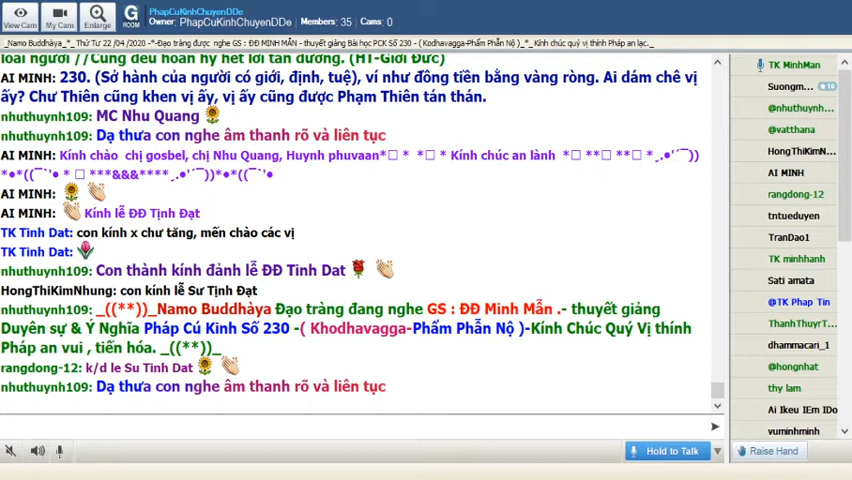 PhapCuKinhChuyenDDe
Owner: PhapCuKinhChuyenDDe Members: 35 Cams: 0
View Cam My Cam Enlarge G ROOM
_Namo Buddhàya_*_ Thứ Tư 22 /04 /2020 -*-Đạo tràng được nghe GS : ĐĐ MINH MẪN - thuyết giảng Bài học PCK Số 230 - ( Kodhavagga-Phẩm Phẫn Nộ )_*_Kính chúc quý vị thính Pháp an lạc._
loài người //Cũng đều hoan hỷ hết lời tán dương. (HT-Giới Đức)
AI MINH: 230. (Sở hành của người có giới, định, tuệ), ví như đồng tiền bằng vàng ròng. Ai dám chê vị
ấy? Chư Thiên cũng khen vị ấy, vị ấy cũng được Phạm Thiên tán thán.
nhuthuynh109: MC Nhu Quang
nhuthuynh109: Dạ thưa con nghe âm thanh rõ và liên tục
AI MINH: Kính chào chị gosbel, chị Nhu Quang, Huynh phuvaan*□ * *□ * Kính chúc an lành *□ **□ **□ *¸.•'´¯))
*•*((¯`'• * □ ***&&&****¸.•'´¯))*•*((¯`'•
AI MINH:
AI MINH: Kính lễ ĐĐ Tịnh Đạt
TK Tinh Dat: con kính x chư tăng, mến chào các vị
TK Tinh Dat:
nhuthuynh109: Con thành kính đảnh lễ ĐĐ Tinh Dat
HongThiKimNhung: con kính lễ Sư Tịnh Đạt
nhuthuynh109: _((**))_Namo Buddhàya Đạo tràng đang nghe GS : ĐĐ Minh Mẫn .- thuyết giảng
Duyên sự & Ý Nghĩa Pháp Cú Kinh Số 230 -( Khodhavagga-Phẩm Phẫn Nộ )-Kính Chúc Quý Vị thính
Pháp an vui , tiến hóa. _((**))_
rangdong-12: k/d le Su Tinh Dat
nhuthuynh109: Dạ thưa con nghe âm thanh rõ và liên tục
TK MinhMan
Suongm... 10
@nhuthuynh...
@vatthana
HongThiKimN...
AI MINH
rangdong-12
tntueduyen
TranDao1
TK minhhanh
Sati amata
@TK Phap Tin
ThanhThuyrT...
dhammacari_1
@hongnhat
thy lam
Ai Ikeu IEm IDo
vuminhminh
Hold to Talk
Raise Hand